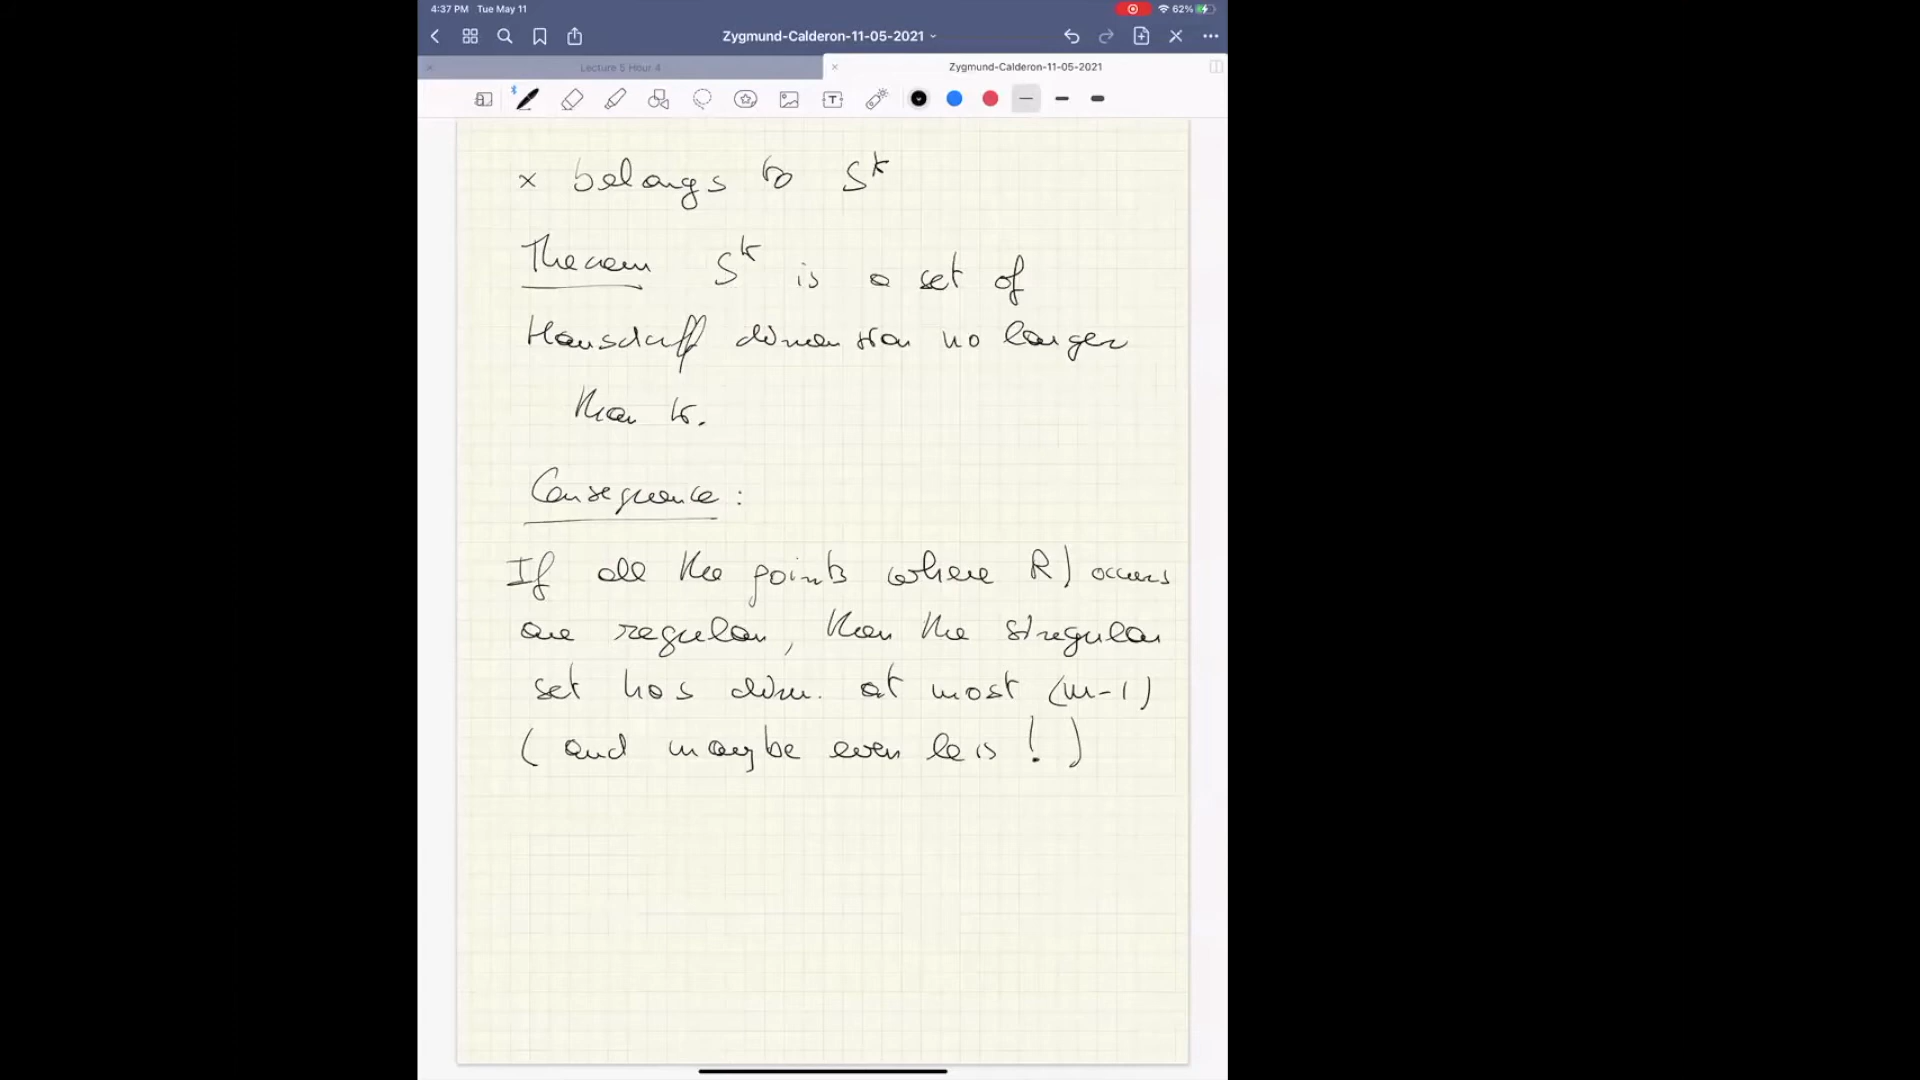 4:37 PM Tue May 11
62%
Zygmund-Calderon-11-05-2021
Lecture 5 Hour 4
Zygmund-Calderon-11-05-2021
x belongs to S^k
Theorem S^k is a set of
Hausdorff dimension no larger
than k.
Consequence :
If all the points where R) occurs
are regular, then the singular
set has dim. at most (m-1)
(and maybe even less!)